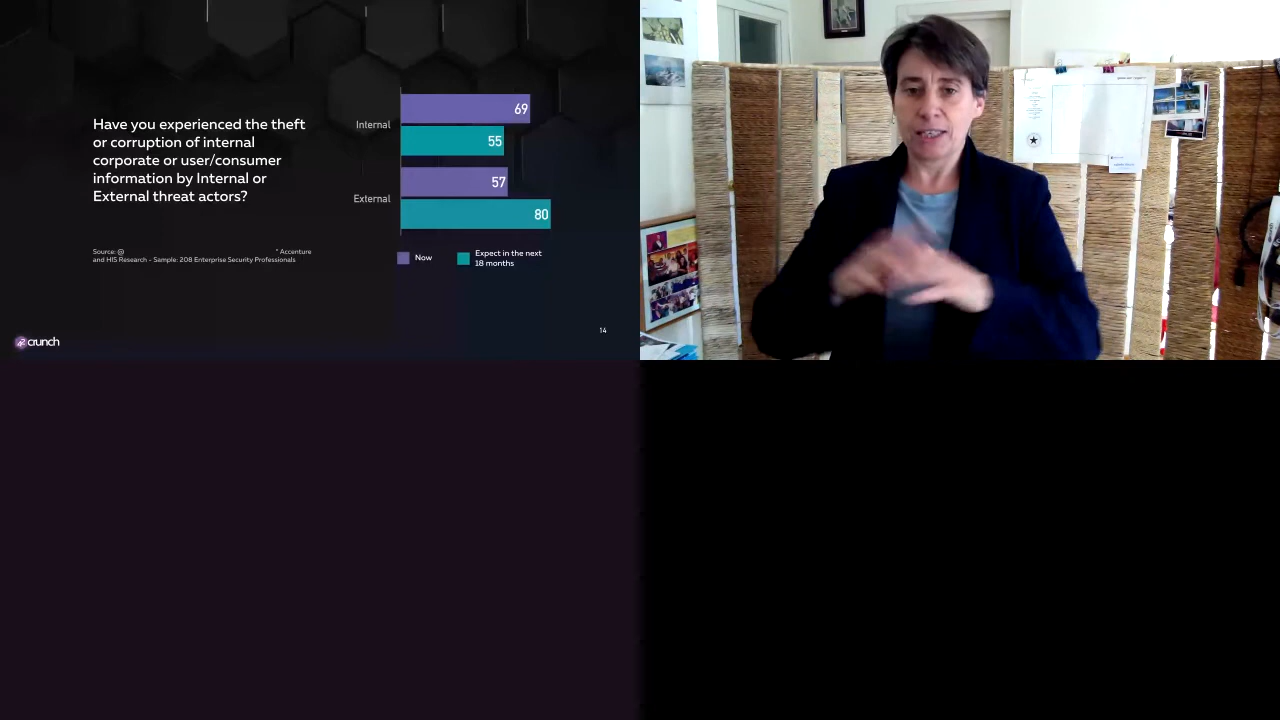 Have you experienced the theft
or corruption of internal
corporate or user/consumer
information by Internal or
External threat actors?
Source: @ * Accenture
and HfS Research - Sample: 208 Enterprise Security Professionals
Internal
69
55
External
57
80
Now
Expect in the next
18 months
14
42crunch